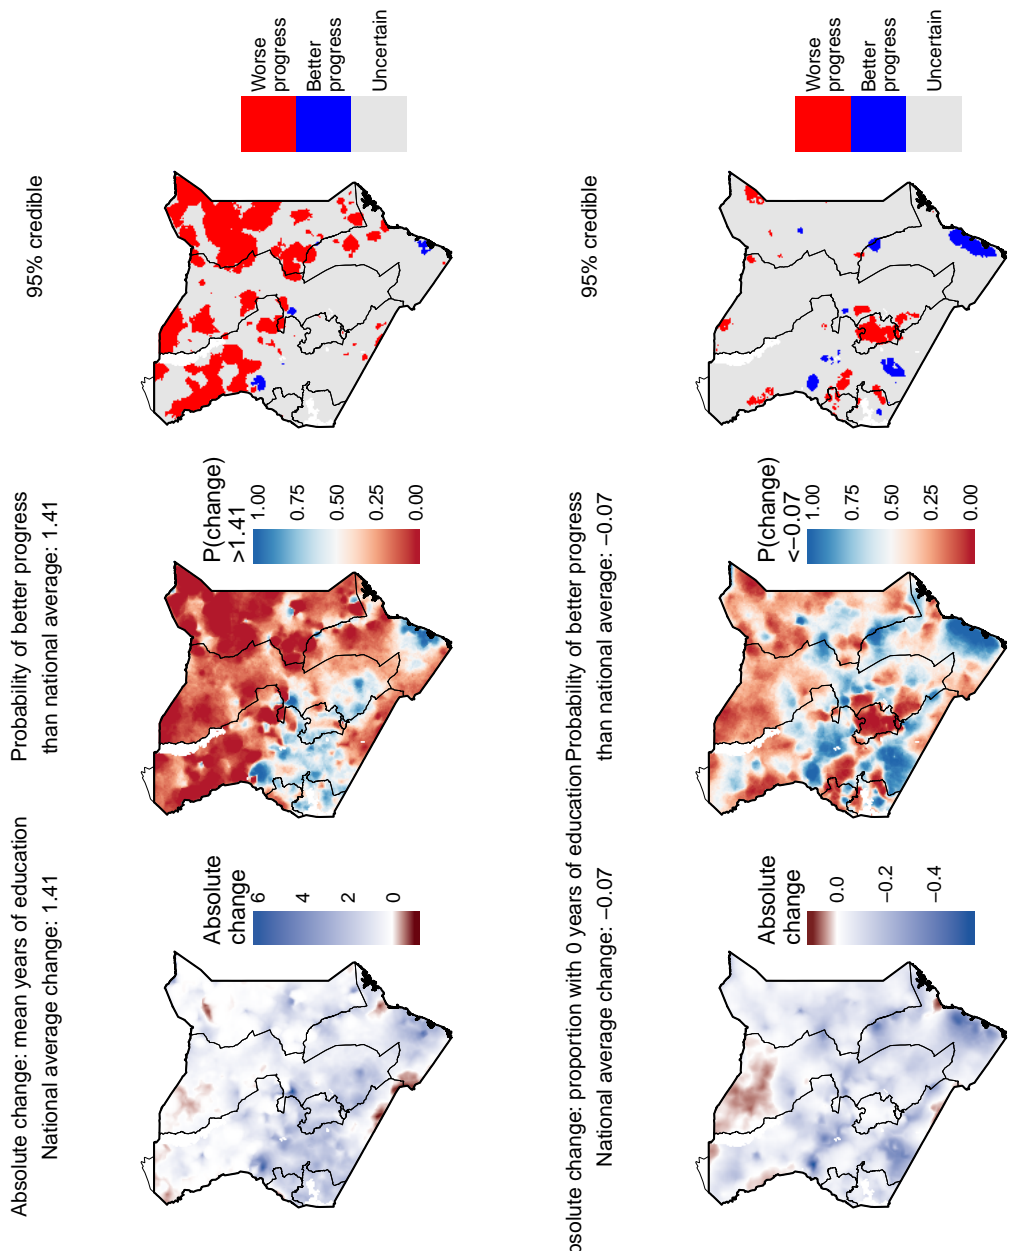 Absolute change: mean years of education
National average change: 1.41
Absolute
change
6
4
2
0
Probability of better progress
than national average: 1.41
P(change)
>1.41
1.00
0.75
0.50
0.25
0.00
95% credible
Worse
progress
Better
progress
Uncertain
bsolute change: proportion with 0 years of education
National average change: −0.07
Absolute
change
0.0
−0.2
−0.4
Probability of better progress
than national average: −0.07
P(change)
<−0.07
1.00
0.75
0.50
0.25
0.00
95% credible
Worse
progress
Better
progress
Uncertain